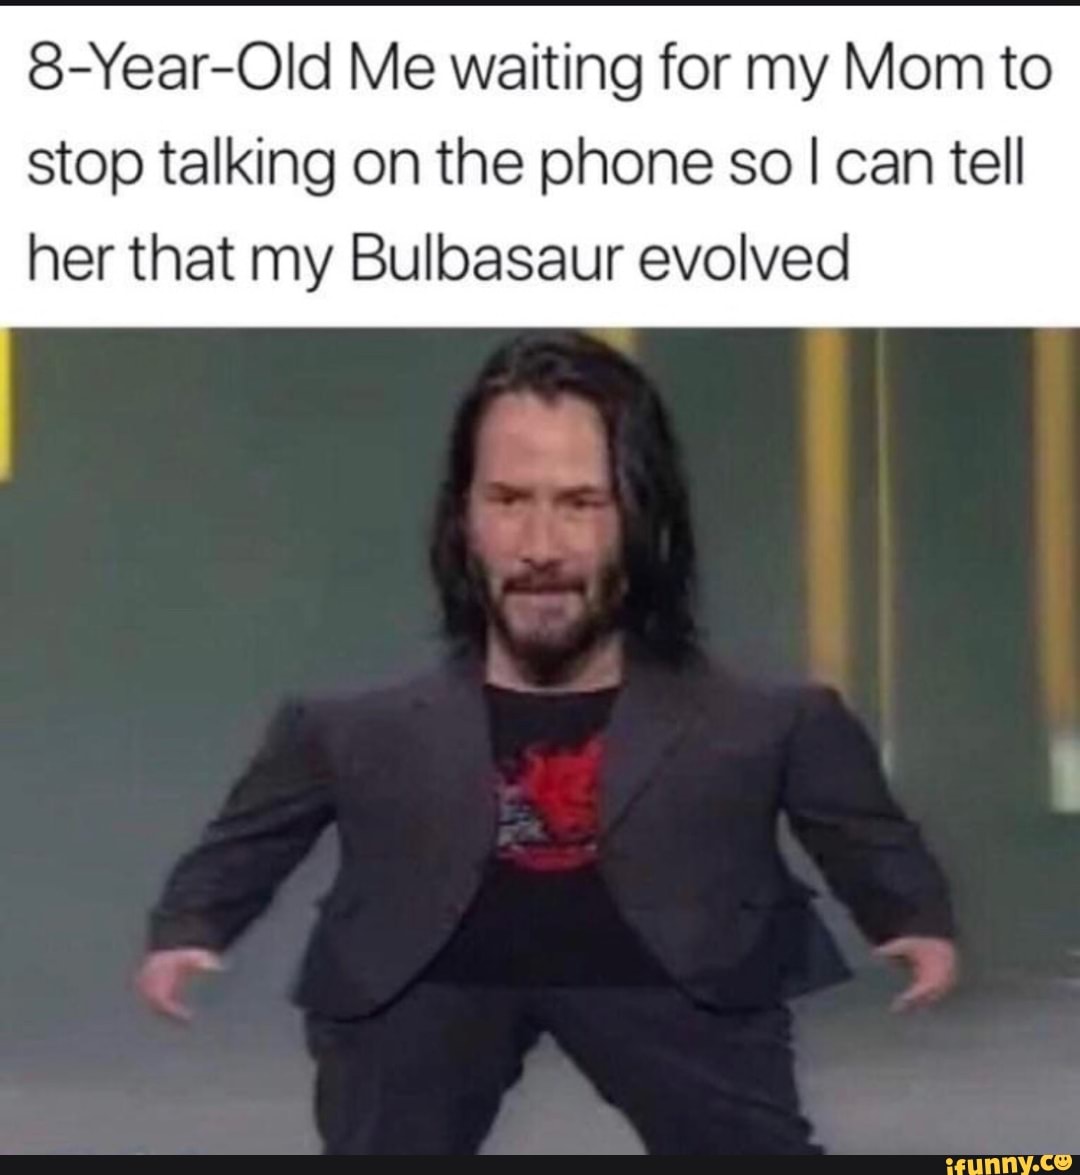 8-Year-Old Me waiting for my Mom to
stop talking on the phone so I can tell
her that my Bulbasaur evolved
ifunny.co